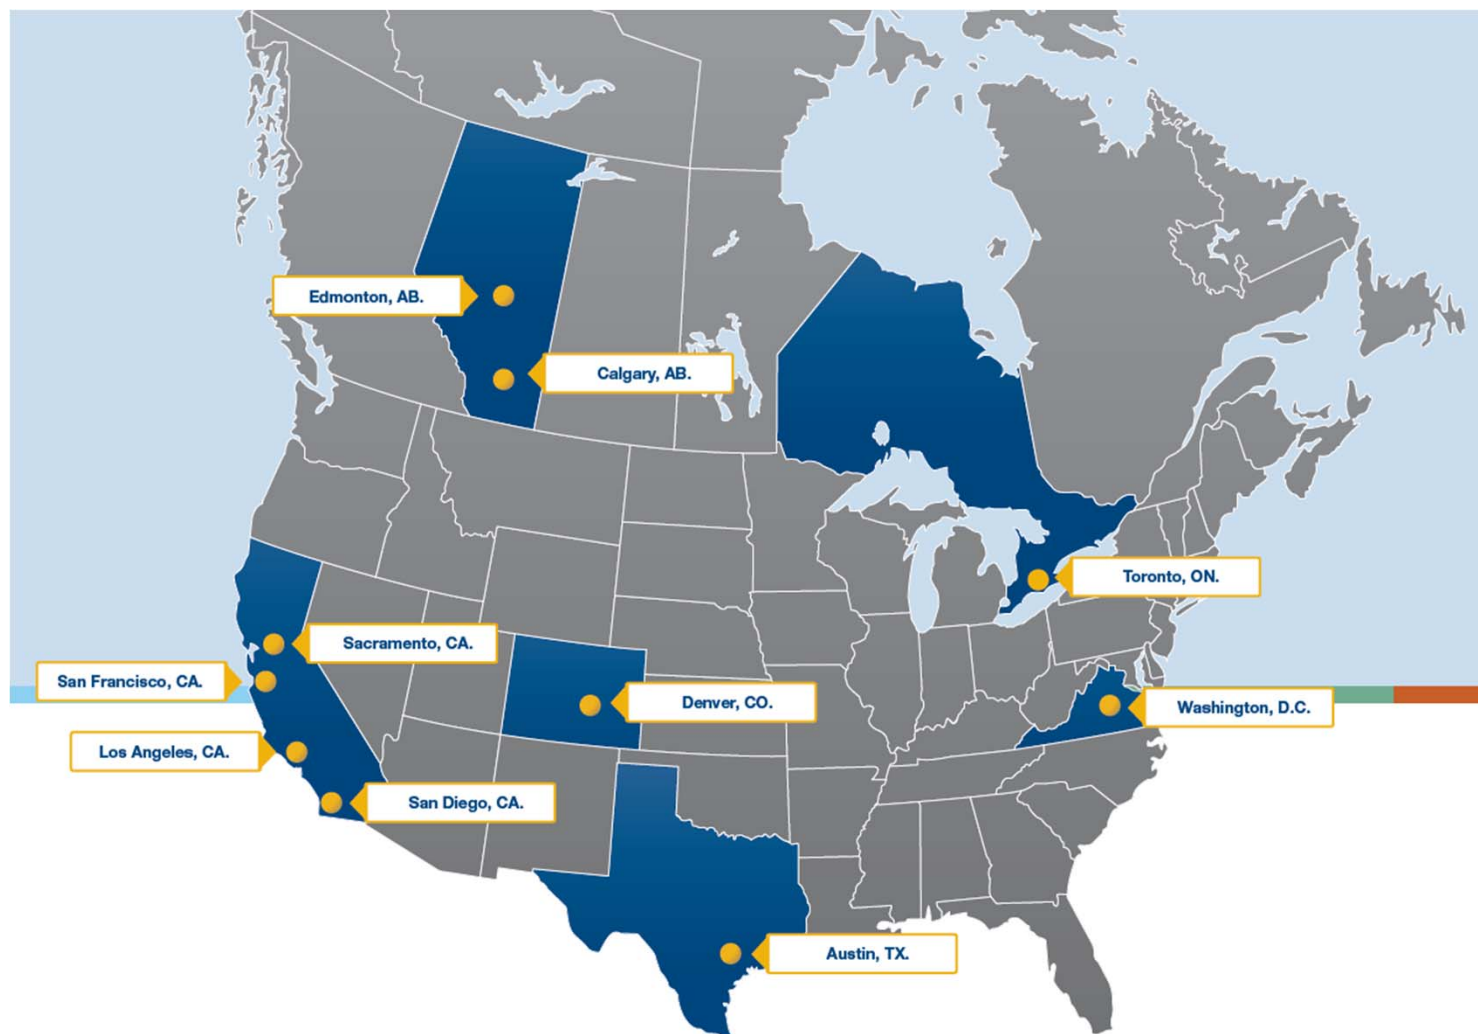 Edmonton, AB.
Calgary, AB.
Toronto, ON.
Sacramento, CA.
San Francisco, CA.
Denver, CO.
Washington, D.C.
Los Angeles, CA.
San Diego, CA.
Austin, TX.